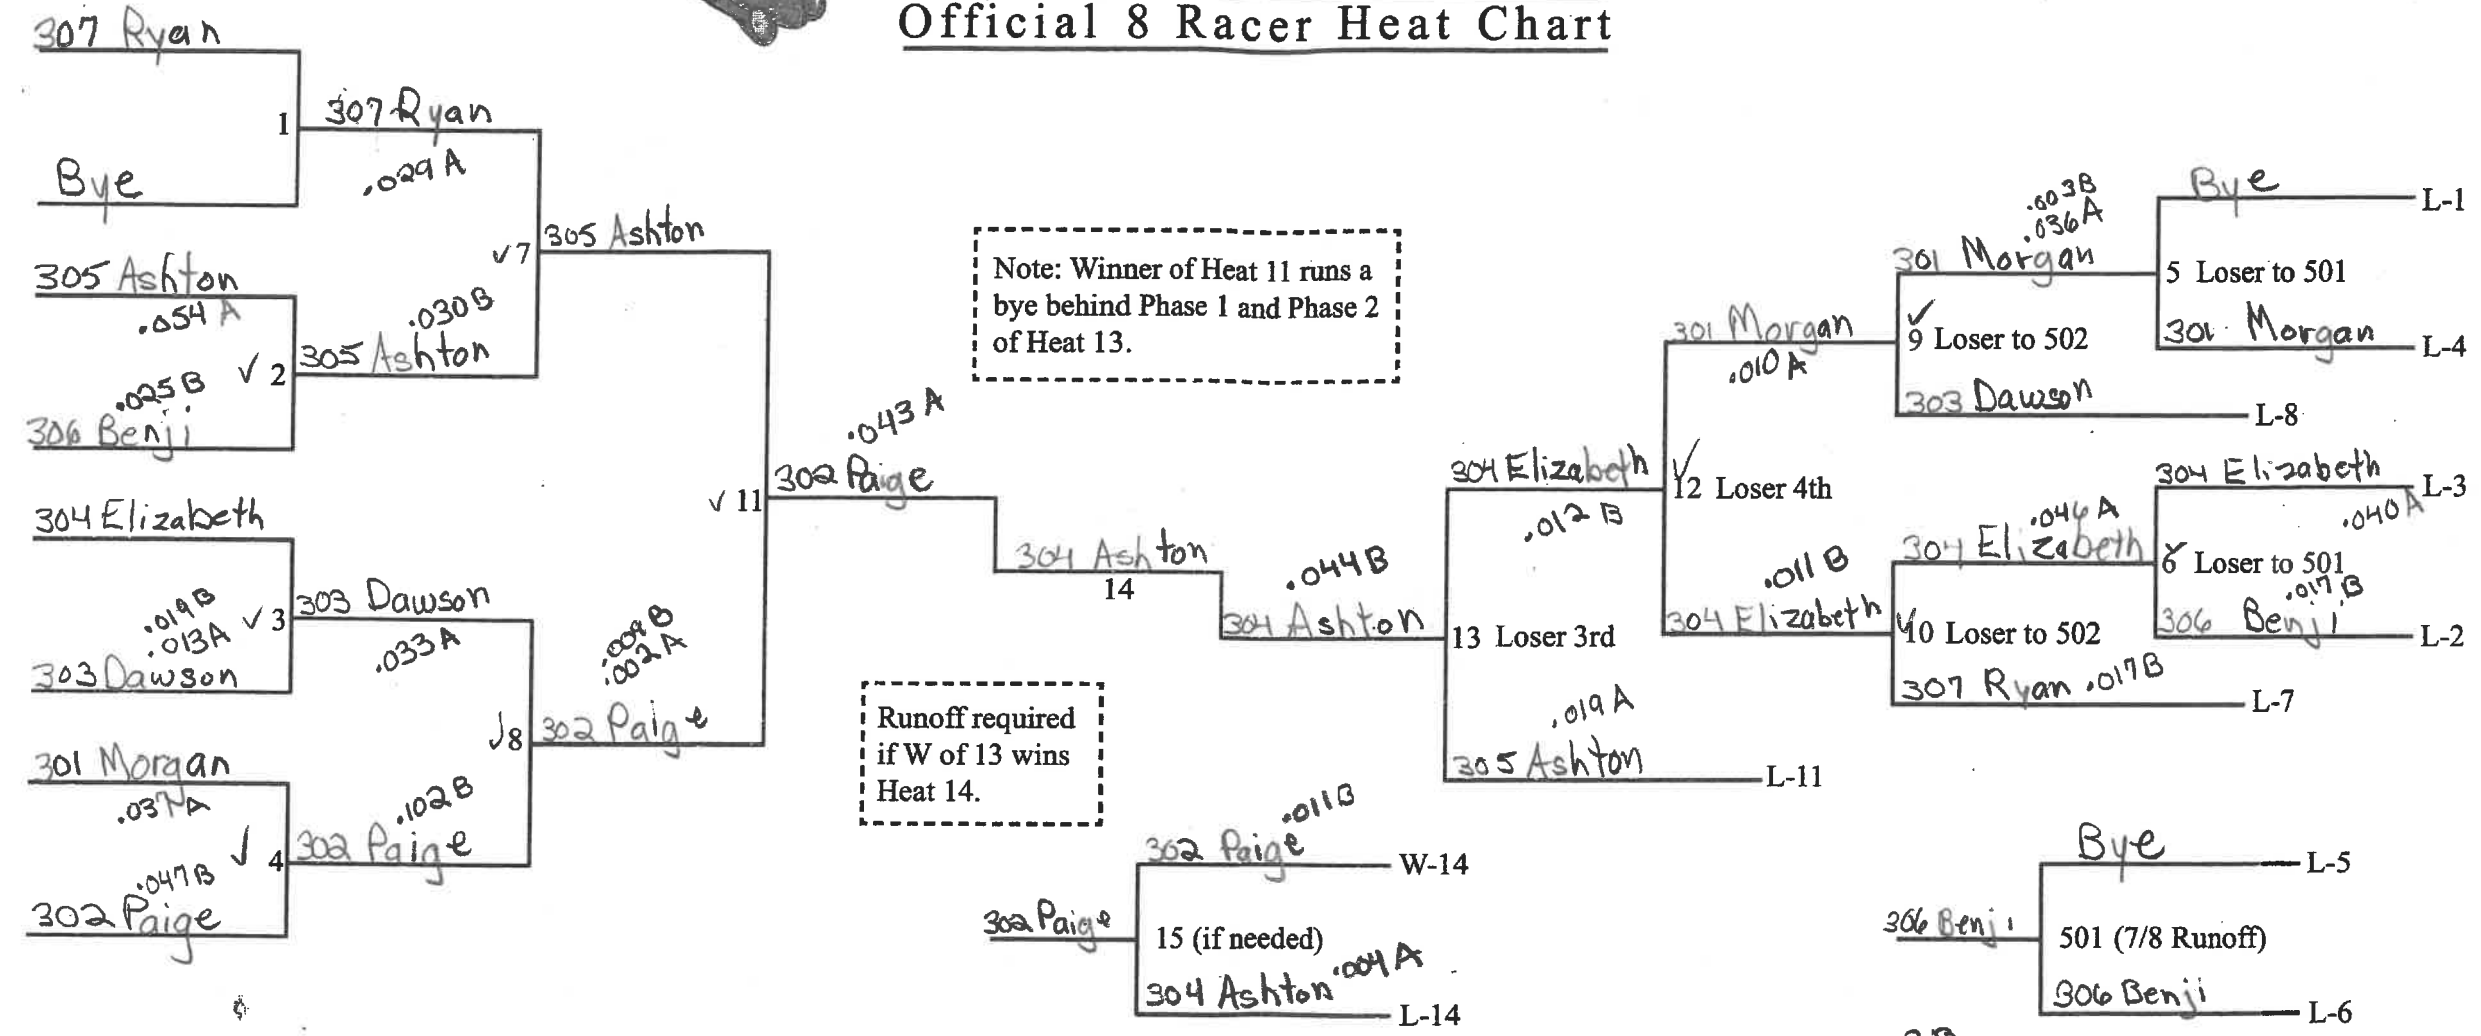 Official 8 Racer Heat Chart
307 Ryan
1
Bye
307 Ryan
.029 A
305 Ashton
.054 A
✓ 2
.025 B
306 Benji
.030 B
305 Ashton
✓ 7
305 Ashton
304 Elizabeth
.019 B
.013 A
✓ 3
303 Dawson
303 Dawson
.033 A
301 Morgan
.037 A
✓ 4
.047 B
302 Paige
.102 B
302 Paige
✓ 8
.009 B
.002 A
302 Paige
✓ 11
.043 A
302 Paige
Note: Winner of Heat 11 runs a
bye behind Phase 1 and Phase 2
of Heat 13.
304 Ashton
14
Runoff required
if W of 13 wins
Heat 14.
.044 B
304 Ashton
13 Loser 3rd
304 Elizabeth
.012 B
.019 A
305 Ashton
L-11
301 Morgan
.010 A
✓ 12 Loser 4th
.011 B
304 Elizabeth
.003 B
.036 A
301 Morgan
✓
9 Loser to 502
303 Dawson
L-8
Bye
L-1
5 Loser to 501
301 Morgan
L-4
304 Elizabeth
L-3
.040 A
.046 A
304 Elizabeth
✓ 6 Loser to 501
.017 B
306 Benji
L-2
✓ 10 Loser to 502
307 Ryan .017 B
L-7
302 Paige
.011 B
302 Paige
W-14
15 (if needed)
304 Ashton .004 A
L-14
306 Benji
Bye
L-5
501 (7/8 Runoff)
306 Benji
L-6